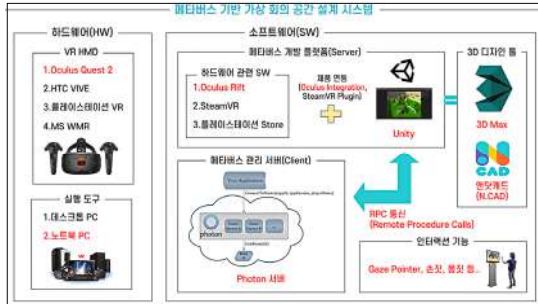 메타버스 기반 가상 회의 공간 설계 시스템
하드웨어(HW)
VR HMD
1.Oculus Quest 2
2.HTC VIVE
3.플레이스테이션 VR
4.MS WMR
실행 도구
1.데스크톱 PC
2.노트북 PC
소프트웨어(SW)
메타버스 개발 플랫폼(Server)
하드웨어 관련 SW
1.Oculus Rift
2.SteamVR
3.플레이스테이션 Store
제품 연동
(Oculus Integration,
SteamVR Plugin)
Unity
3D 디자인 툴
3D Max
CAD
엔닷캐드
(N.CAD)
메타버스 관리 서버(Client)
photon
Photon 서버
RPC 통신
(Remote Procedure Calls)
인터랙션 기능
Gaze Pointer, 손짓, 몸짓 등..